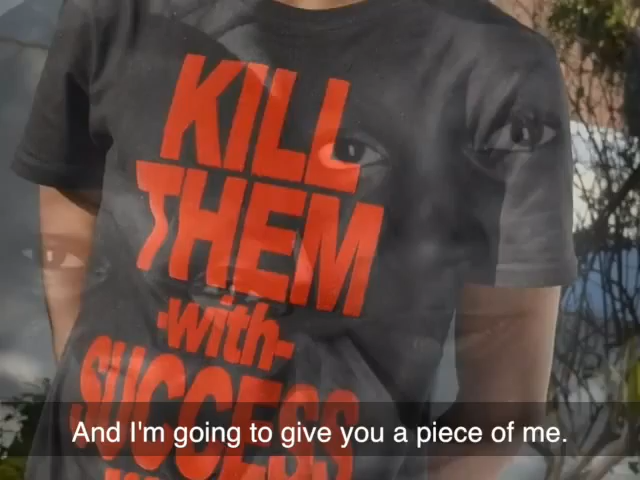 KILL
THEM
-with-
SUCCESS
And I'm going to give you a piece of me.